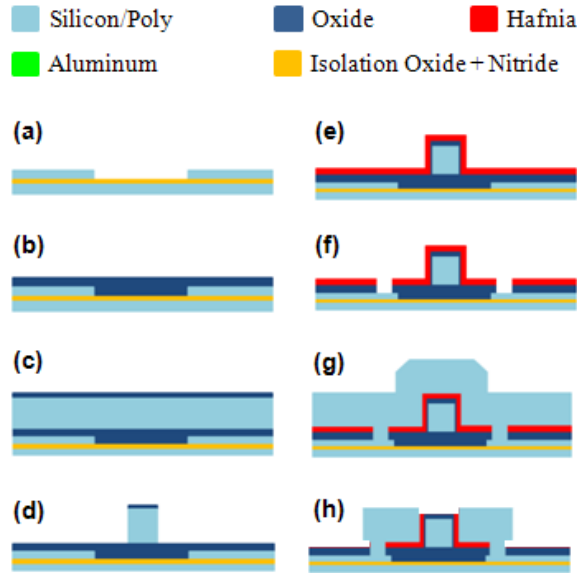 Silicon/Poly Oxide Hafnia
Aluminum Isolation Oxide + Nitride
(a) (e)
(b) (f)
(c) (g)
(d) (h)